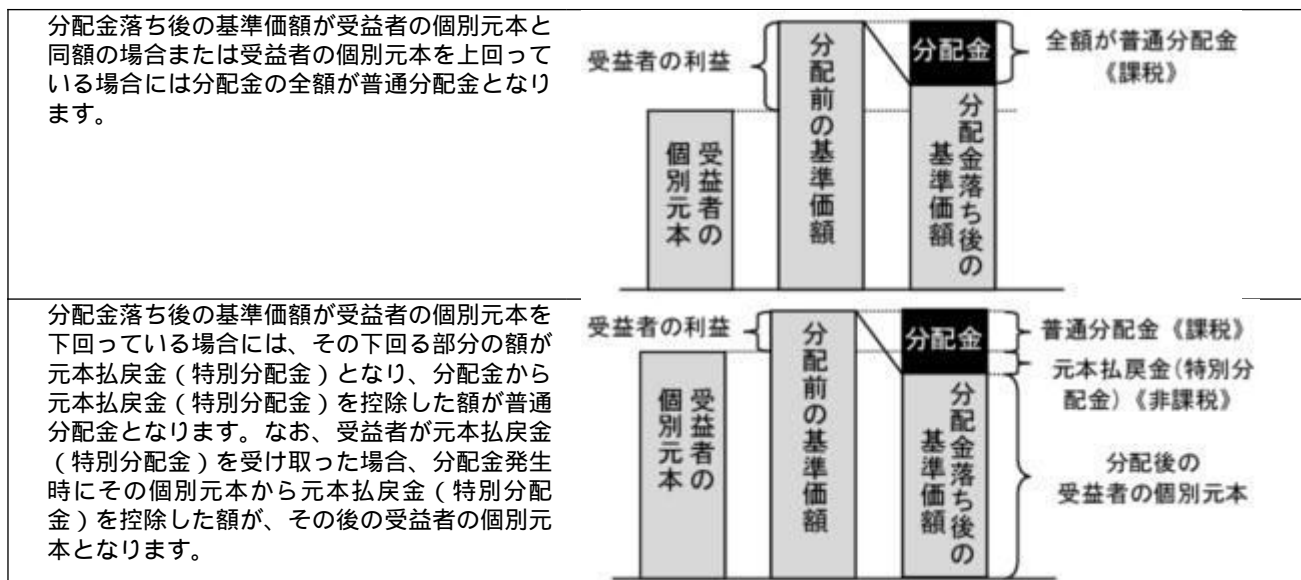 分配金落ち後の基準価額が受益者の個別元本と
同額の場合または受益者の個別元本を上回って
いる場合には分配金の全額が普通分配金となり
ます。
受益者の利益
受益者の
個別元本
分配前の基準価額
分配金
分配金落ち後の
基準価額
全額が普通分配金
《課税》
分配金落ち後の基準価額が受益者の個別元本を
下回っている場合には、その下回る部分の額が
元本払戻金（特別分配金）となり、分配金から
元本払戻金（特別分配金）を控除した額が普通
分配金となります。なお、受益者が元本払戻金
（特別分配金）を受け取った場合、分配金発生
時にその個別元本から元本払戻金（特別分配
金）を控除した額が、その後の受益者の個別元
本となります。
受益者の利益
受益者の
個別元本
分配前の基準価額
分配金
分配金落ち後の
基準価額
普通分配金《課税》
元本払戻金(特別分
配金)《非課税》
分配後の
受益者の個別元本